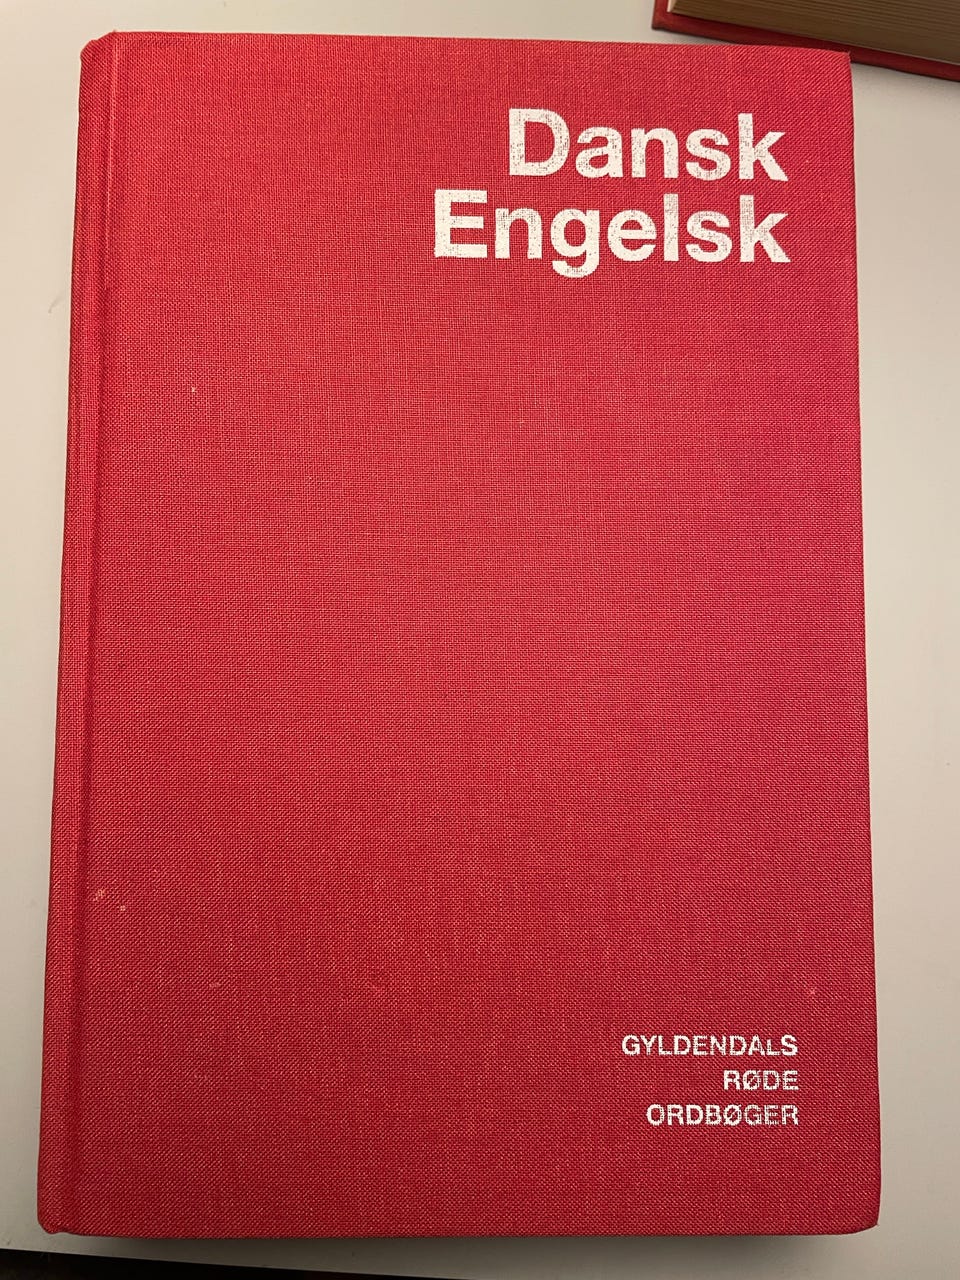 Dansk
Engelsk
GYLDENDALS
RØDE
ORDBØGER